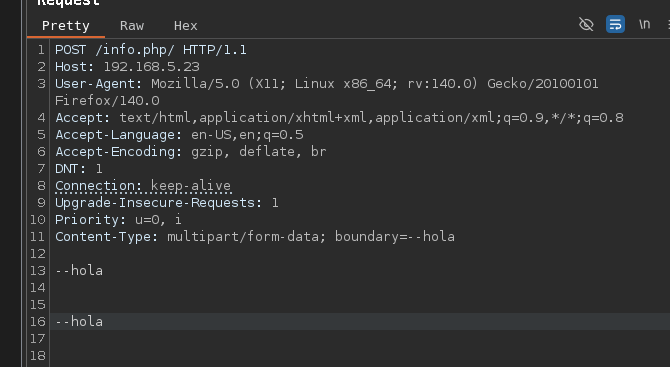 Request
Pretty Raw Hex \n
1 POST /info.php/ HTTP/1.1
2 Host: 192.168.5.23
3 User-Agent: Mozilla/5.0 (X11; Linux x86_64; rv:140.0) Gecko/20100101
Firefox/140.0
4 Accept: text/html,application/xhtml+xml,application/xml;q=0.9,*/*;q=0.8
5 Accept-Language: en-US,en;q=0.5
6 Accept-Encoding: gzip, deflate, br
7 DNT: 1
8 Connection: keep-alive
9 Upgrade-Insecure-Requests: 1
10 Priority: u=0, i
11 Content-Type: multipart/form-data; boundary=--hola
12
13 --hola
14
15
16 --hola
17
18